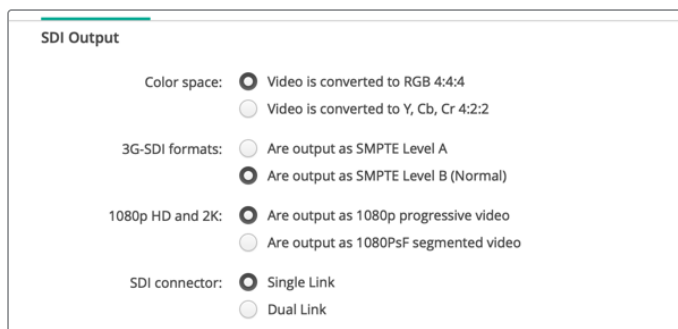 SDI Output
Color space: Video is converted to RGB 4:4:4
Video is converted to Y, Cb, Cr 4:2:2
3G-SDI formats: Are output as SMPTE Level A
Are output as SMPTE Level B (Normal)
1080p HD and 2K: Are output as 1080p progressive video
Are output as 1080PsF segmented video
SDI connector: Single Link
Dual Link